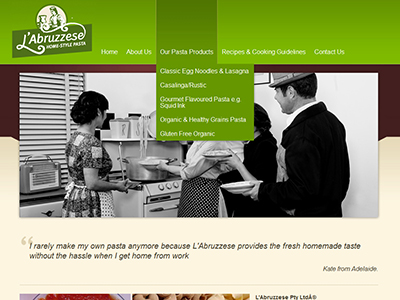 L'Abruzzese
HOME-STYLE PASTA
Home About Us Our Pasta Products Recipes & Cooking Guidelines Contact Us
Classic Egg Noodles & Lasagna
Casalinga/Rustic
Gourmet Flavoured Pasta e.g.
Squid Ink
Organic & Healthy Grains Pasta
Gluten Free Organic
“ I rarely make my own pasta anymore because L'Abruzzese provides the fresh homemade taste
without the hassle when I get home from work
Kate from Adelaide.
L'Abruzzese Pty LtdÂ®